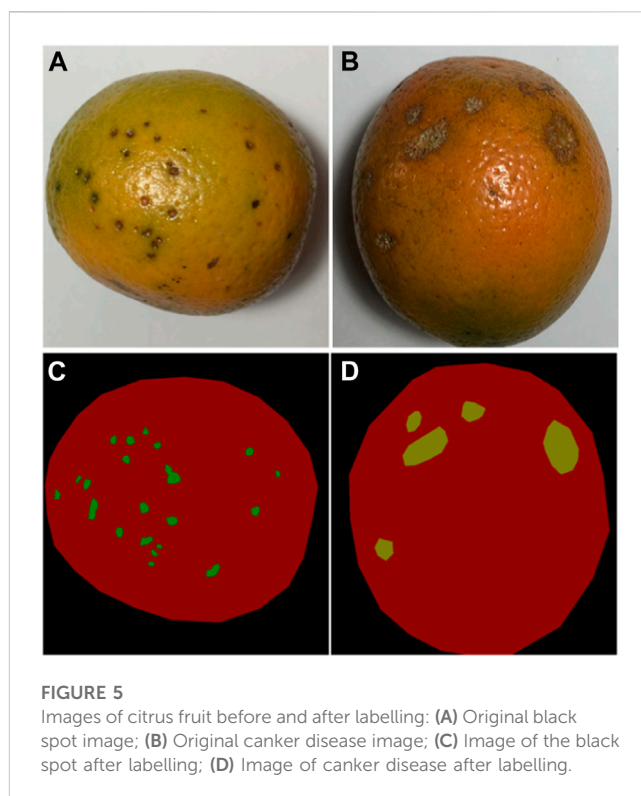 A
B
C
D
FIGURE 5
Images of citrus fruit before and after labelling: (A) Original black
spot image; (B) Original canker disease image; (C) Image of the black
spot after labelling; (D) Image of canker disease after labelling.